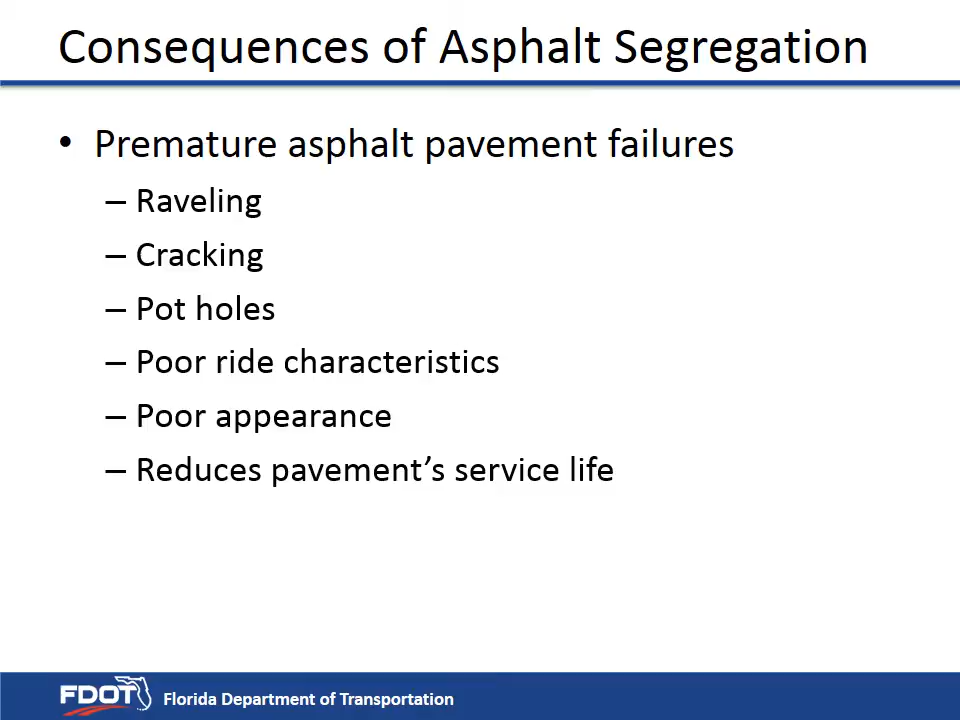 Consequences of Asphalt Segregation
• Premature asphalt pavement failures
– Raveling
– Cracking
– Pot holes
– Poor ride characteristics
– Poor appearance
– Reduces pavement’s service life
FDOT Florida Department of Transportation